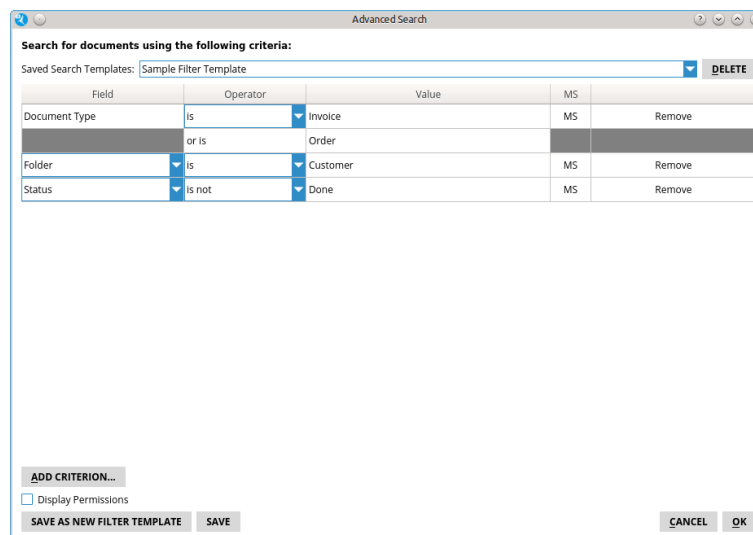 Advanced Search
Search for documents using the following criteria:
Saved Search Templates: Sample Filter Template DELETE
Field Operator Value MS
Document Type is Invoice MS Remove
or is Order
Folder is Customer MS Remove
Status is not Done MS Remove
ADD CRITERION...
Display Permissions
SAVE AS NEW FILTER TEMPLATE SAVE CANCEL OK